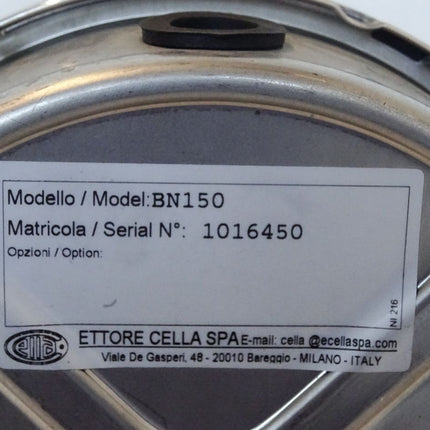 Modello / Model:BN150
Matricola / Serial N°: 1016450
Opzioni / Option:
NI 216
ETTORE CELLA SPA E-mail: cella @ecellaspa.com
Viale De Gasperi, 48 - 20010 Bareggio - MILANO - ITALY